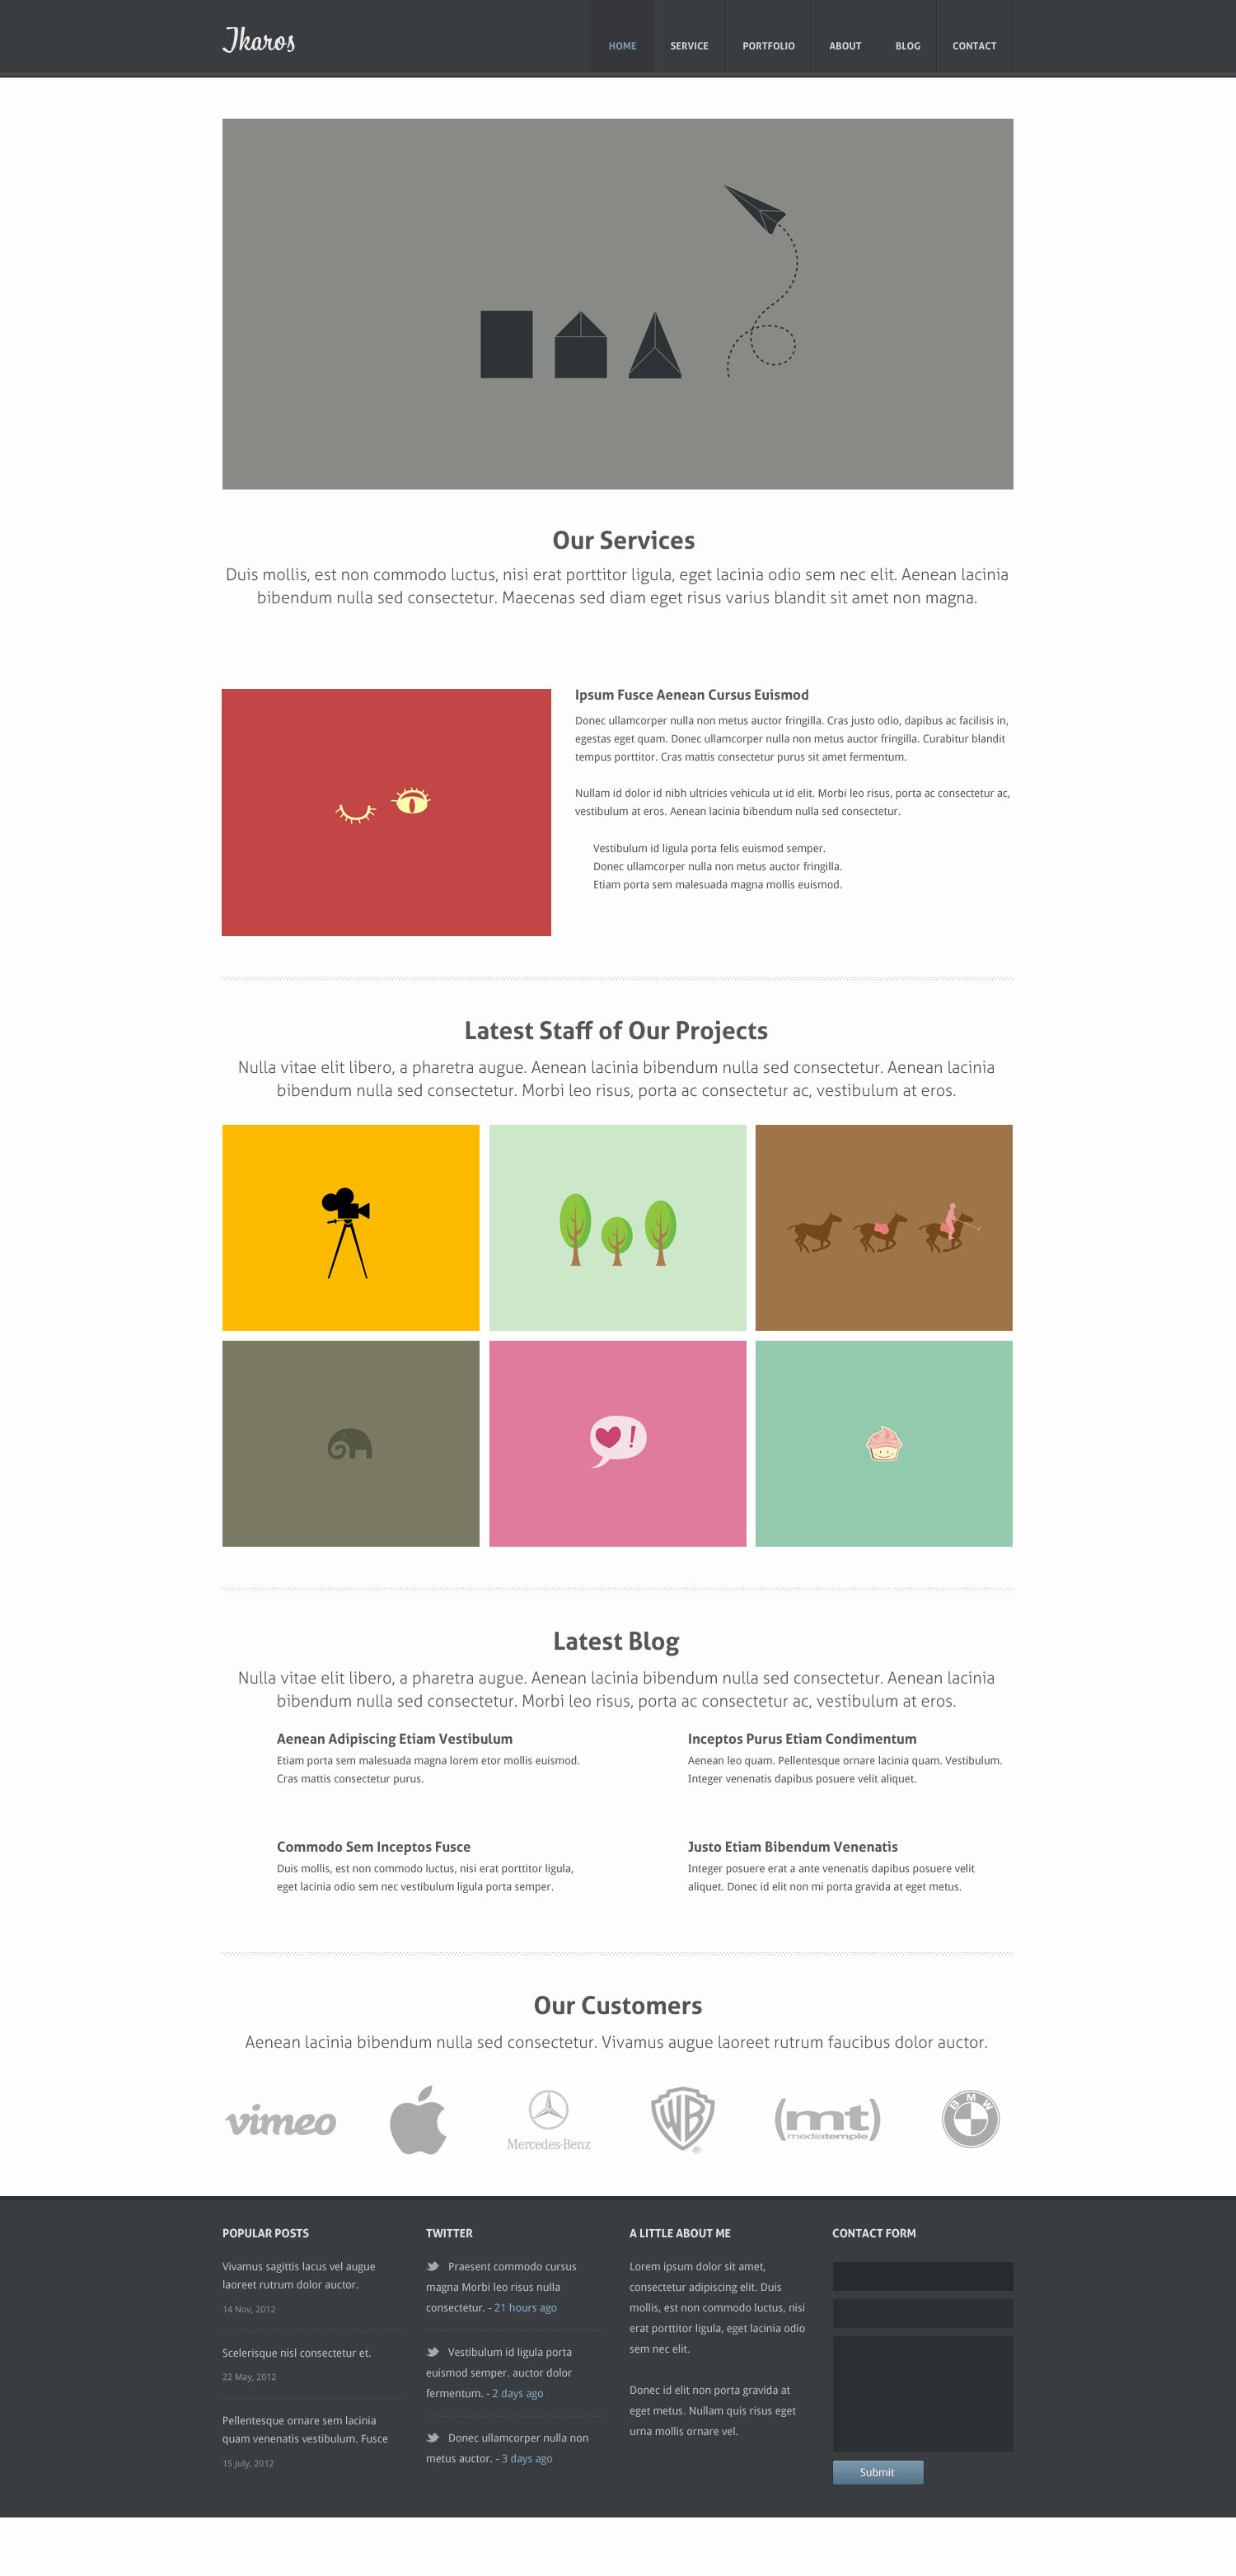 Ikaros
HOME SERVICE PORTFOLIO ABOUT BLOG CONTACT
Our Services
Duis mollis, est non commodo luctus, nisi erat porttitor ligula, eget lacinia odio sem nec elit. Aenean lacinia
bibendum nulla sed consectetur. Maecenas sed diam eget risus varius blandit sit amet non magna.
Ipsum Fusce Aenean Cursus Euismod
Donec ullamcorper nulla non metus auctor fringilla. Cras justo odio, dapibus ac facilisis in,
egestas eget quam. Donec ullamcorper nulla non metus auctor fringilla. Curabitur blandit
tempus porttitor. Cras mattis consectetur purus sit amet fermentum.
Nullam id dolor id nibh ultricies vehicula ut id elit. Morbi leo risus, porta ac consectetur ac,
vestibulum at eros. Aenean lacinia bibendum nulla sed consectetur.
Vestibulum id ligula porta felis euismod semper.
Donec ullamcorper nulla non metus auctor fringilla.
Etiam porta sem malesuada magna mollis euismod.
Latest Staff of Our Projects
Nulla vitae elit libero, a pharetra augue. Aenean lacinia bibendum nulla sed consectetur. Aenean lacinia
bibendum nulla sed consectetur. Morbi leo risus, porta ac consectetur ac, vestibulum at eros.
!
Latest Blog
Nulla vitae elit libero, a pharetra augue. Aenean lacinia bibendum nulla sed consectetur. Aenean lacinia
bibendum nulla sed consectetur. Morbi leo risus, porta ac consectetur ac, vestibulum at eros.
Aenean Adipiscing Etiam Vestibulum
Etiam porta sem malesuada magna lorem etor mollis euismod.
Cras mattis consectetur purus.
Inceptos Purus Etiam Condimentum
Aenean leo quam. Pellentesque ornare lacinia quam. Vestibulum.
Integer venenatis dapibus posuere velit aliquet.
Commodo Sem Inceptos Fusce
Duis mollis, est non commodo luctus, nisi erat porttitor ligula,
eget lacinia odio sem nec vestibulum ligula porta semper.
Justo Etiam Bibendum Venenatis
Integer posuere erat a ante venenatis dapibus posuere velit
aliquet. Donec id elit non mi porta gravida at eget metus.
Our Customers
Aenean lacinia bibendum nulla sed consectetur. Vivamus augue laoreet rutrum faucibus dolor auctor.
vimeo
Mercedes-Benz
WB ®
(mt)
mediatemple
BMW
POPULAR POSTS
Vivamus sagittis lacus vel augue
laoreet rutrum dolor auctor.
14 Nov, 2012
Scelerisque nisl consectetur et.
22 May, 2012
Pellentesque ornare sem lacinia
quam venenatis vestibulum. Fusce
15 July, 2012
TWITTER
Praesent commodo cursus
magna Morbi leo risus nulla
consectetur. - 21 hours ago
Vestibulum id ligula porta
euismod semper. auctor dolor
fermentum. - 2 days ago
Donec ullamcorper nulla non
metus auctor. - 3 days ago
A LITTLE ABOUT ME
Lorem ipsum dolor sit amet,
consectetur adipiscing elit. Duis
mollis, est non commodo luctus, nisi
erat porttitor ligula, eget lacinia odio
sem nec elit.
Donec id elit non porta gravida at
eget metus. Nullam quis risus eget
urna mollis ornare vel.
CONTACT FORM
Submit